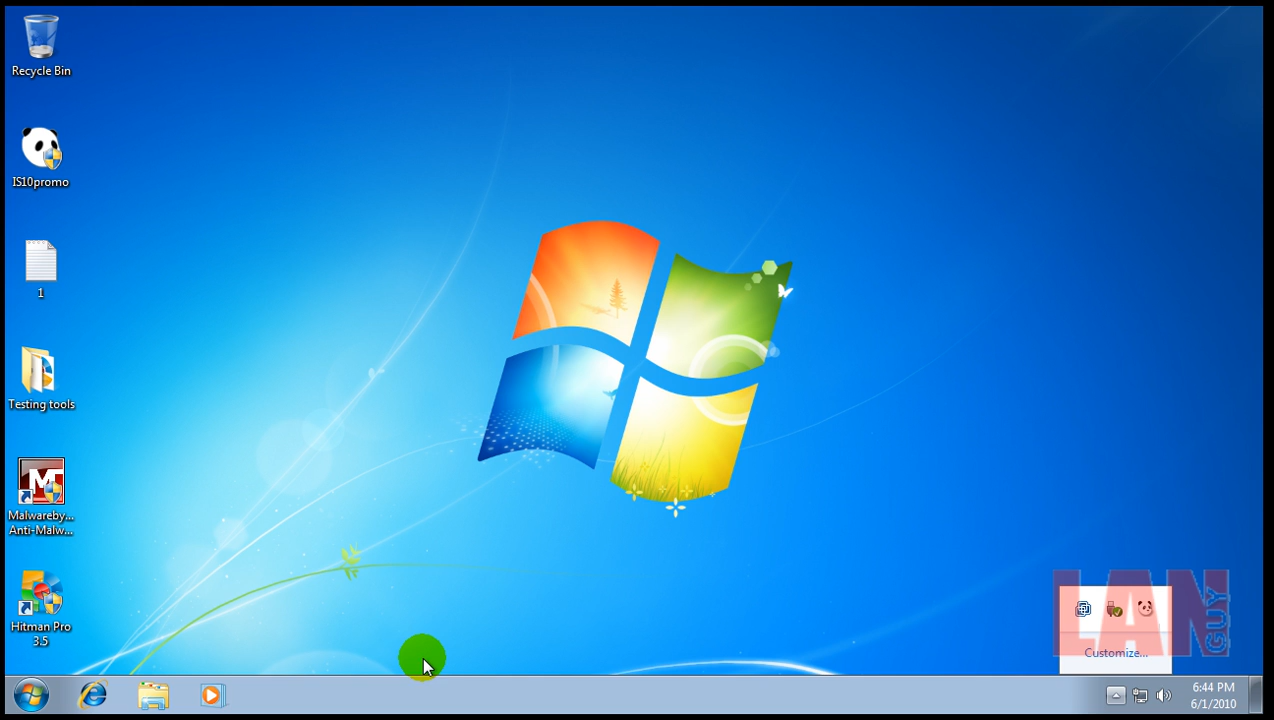 Recycle Bin
IS10promo
1
Testing tools
Malwareby...
Anti-Malw...
Hitman Pro
3.5
LAN
GUY
Customize...
6:44 PM
6/1/2010